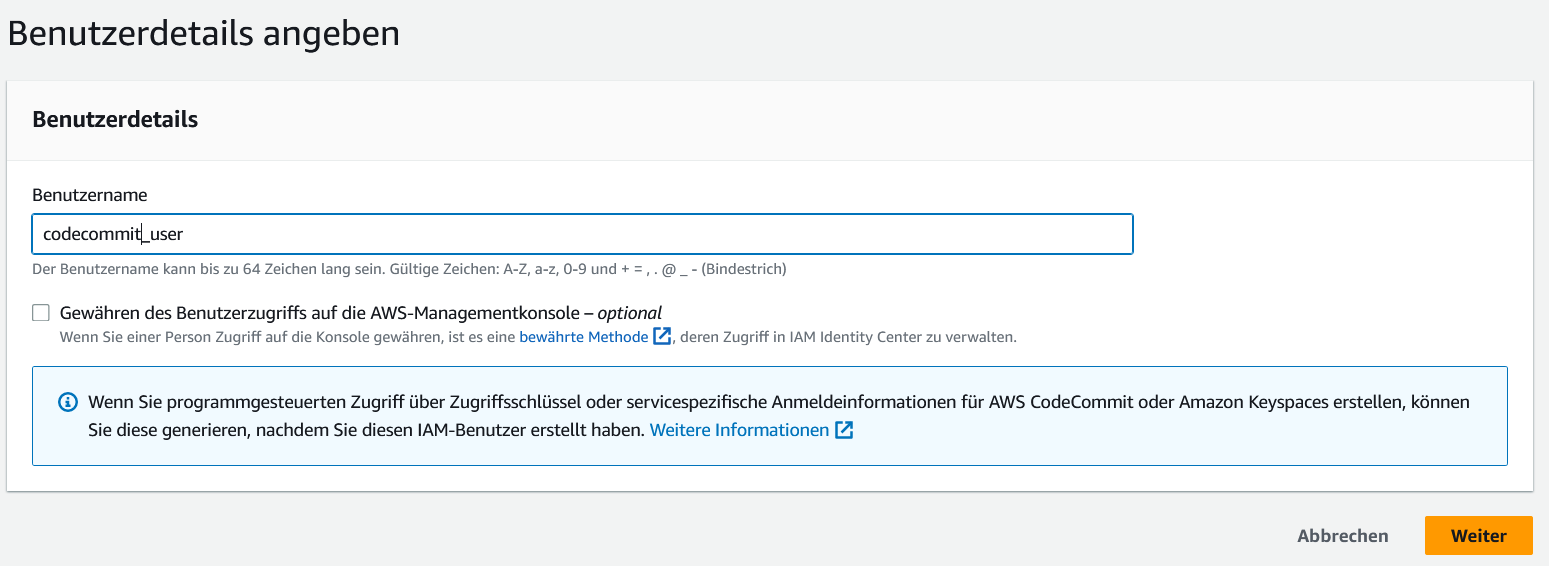 Benutzerdetails angeben
Benutzerdetails
Benutzername
codecommit_user
Der Benutzername kann bis zu 64 Zeichen lang sein. Gültige Zeichen: A-Z, a-z, 0-9 und + = , . @ _ - (Bindestrich)
Gewähren des Benutzerzugriffs auf die AWS-Managementkonsole – optional
Wenn Sie einer Person Zugriff auf die Konsole gewähren, ist es eine bewährte Methode, deren Zugriff in IAM Identity Center zu verwalten.
Wenn Sie programmgesteuerten Zugriff über Zugriffsschlüssel oder servicespezifische Anmeldeinformationen für AWS CodeCommit oder Amazon Keyspaces erstellen, können
Sie diese generieren, nachdem Sie diesen IAM-Benutzer erstellt haben. Weitere Informationen
Abbrechen
Weiter